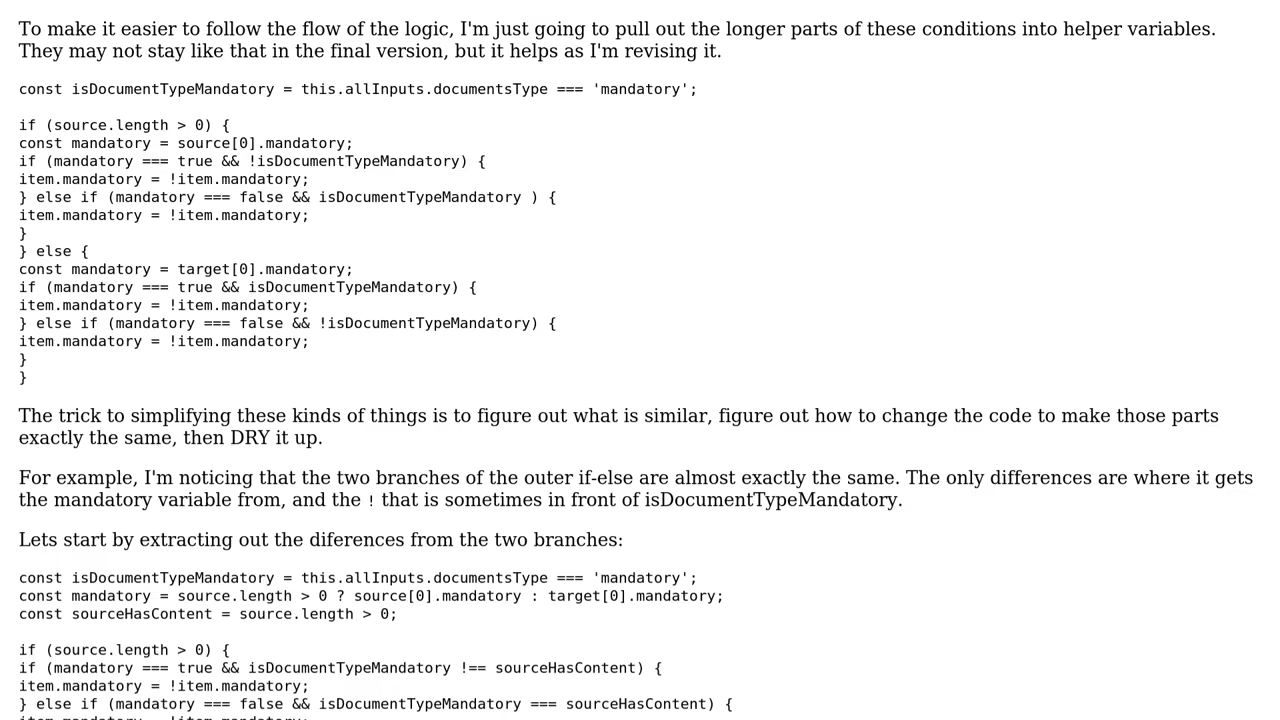 To make it easier to follow the flow of the logic, I'm just going to pull out the longer parts of these conditions into helper variables.
They may not stay like that in the final version, but it helps as I'm revising it.
const isDocumentTypeMandatory = this.allInputs.documentsType === 'mandatory';
if (source.length > 0) {
const mandatory = source[0].mandatory;
if (mandatory === true && !isDocumentTypeMandatory) {
item.mandatory = !item.mandatory;
} else if (mandatory === false && isDocumentTypeMandatory ) {
item.mandatory = !item.mandatory;
}
} else {
const mandatory = target[0].mandatory;
if (mandatory === true && isDocumentTypeMandatory) {
item.mandatory = !item.mandatory;
} else if (mandatory === false && !isDocumentTypeMandatory) {
item.mandatory = !item.mandatory;
}
}
The trick to simplifying these kinds of things is to figure out what is similar, figure out how to change the code to make those parts
exactly the same, then DRY it up.
For example, I'm noticing that the two branches of the outer if-else are almost exactly the same. The only differences are where it gets
the mandatory variable from, and the ! that is sometimes in front of isDocumentTypeMandatory.
Lets start by extracting out the diferences from the two branches:
const isDocumentTypeMandatory = this.allInputs.documentsType === 'mandatory';
const mandatory = source.length > 0 ? source[0].mandatory : target[0].mandatory;
const sourceHasContent = source.length > 0;
if (source.length > 0) {
if (mandatory === true && isDocumentTypeMandatory !== sourceHasContent) {
item.mandatory = !item.mandatory;
} else if (mandatory === false && isDocumentTypeMandatory === sourceHasContent) {